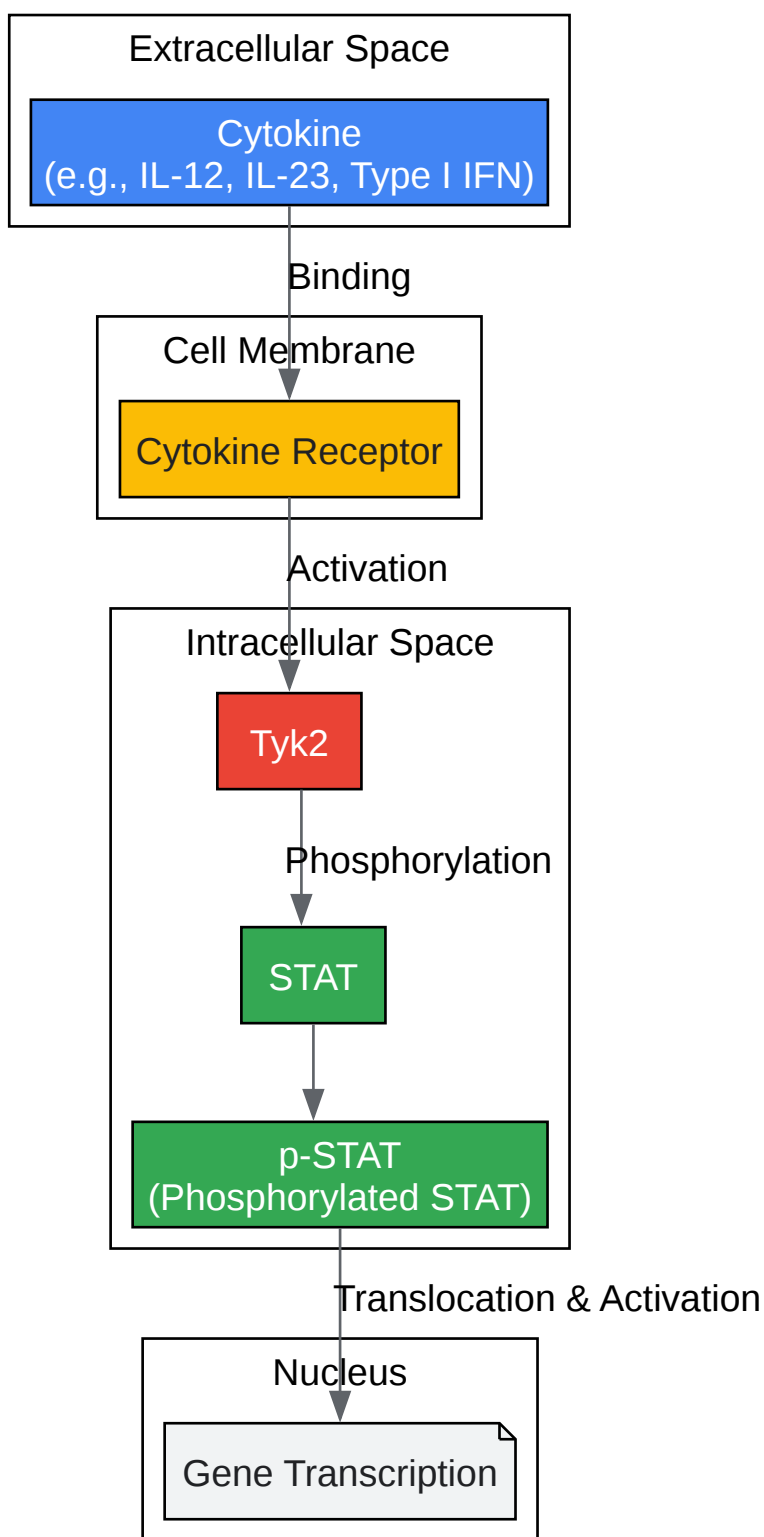 Extracellular Space
Cytokine
(e.g., IL-12, IL-23, Type I IFN)
Binding
Cell Membrane
Cytokine Receptor
Activation
Intracellular Space
Tyk2
Phosphorylation
STAT
p-STAT
(Phosphorylated STAT)
Translocation & Activation
Nucleus
Gene Transcription